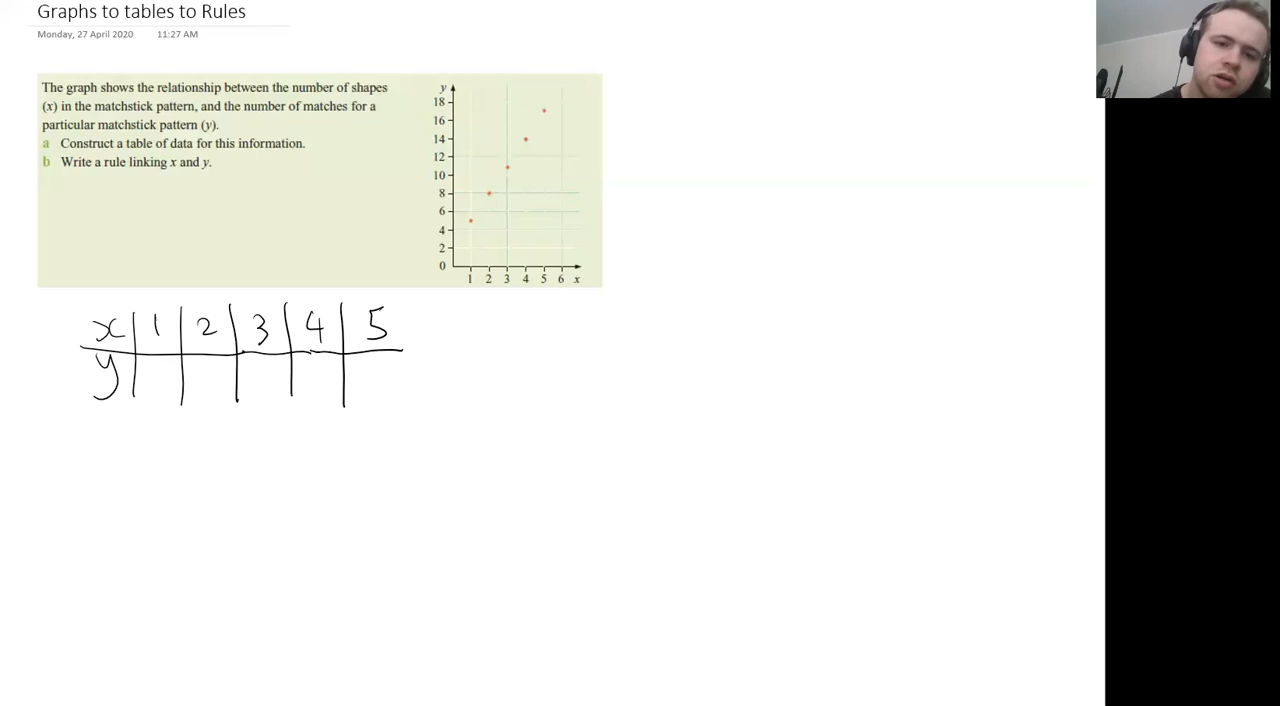 Graphs to tables to Rules
Monday, 27 April 2020 11:27 AM
The graph shows the relationship between the number of shapes
(x) in the matchstick pattern, and the number of matches for a
particular matchstick pattern (y).
a Construct a table of data for this information.
b Write a rule linking x and y.
y
18
16
14
12
10
8
6
4
2
0
1 2 3 4 5 6 x
x 1 2 3 4 5
y